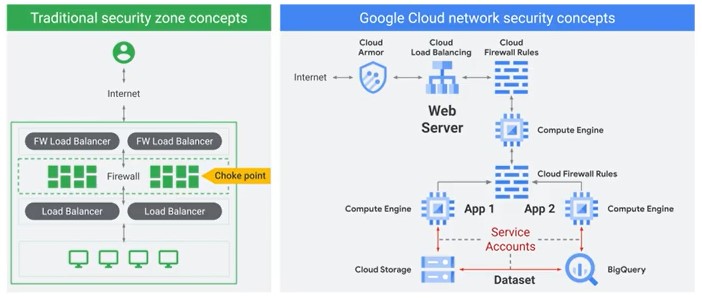 Traditional security zone concepts
Internet
FW Load Balancer FW Load Balancer
Firewall
Choke point
Load Balancer Load Balancer
Google Cloud network security concepts
Cloud
Armor
Cloud
Load Balancing
Cloud
Firewall Rules
Internet
Web
Server
Compute Engine
Cloud Firewall Rules
Compute Engine
App 1
App 2
Compute Engine
Service
Accounts
Cloud Storage
Dataset
BigQuery